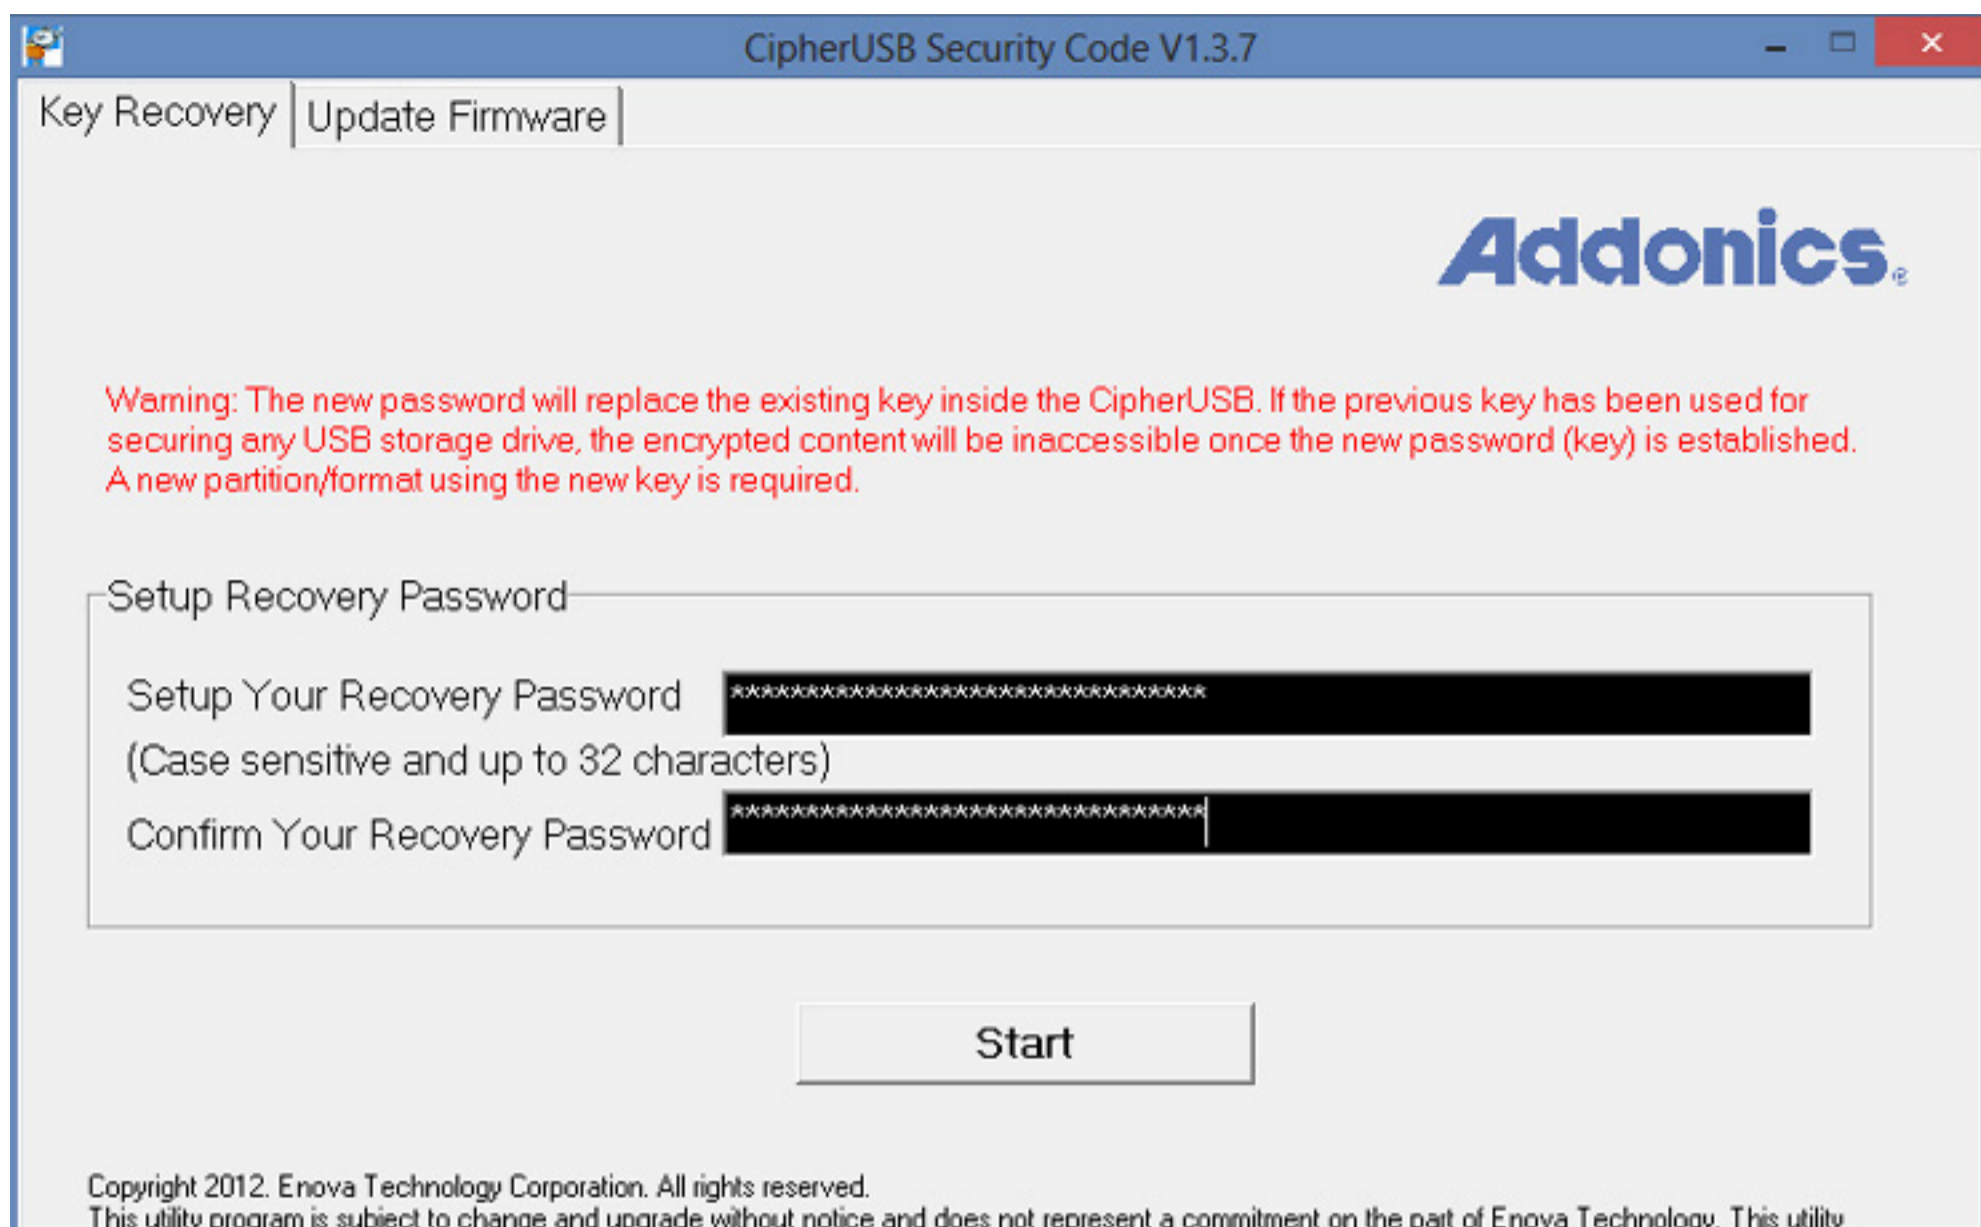 CipherUSB Security Code V1.3.7
Key Recovery
Update Firmware
Addonics®
Warning: The new password will replace the existing key inside the CipherUSB. If the previous key has been used for
securing any USB storage drive, the encrypted content will be inaccessible once the new password (key) is established.
A new partition/format using the new key is required.
Setup Recovery Password
Setup Your Recovery Password ********************************
(Case sensitive and up to 32 characters)
Confirm Your Recovery Password ********************************
Start
Copyright 2012. Enova Technology Corporation. All rights reserved.
This utility program is subject to change and upgrade without notice and does not represent a commitment on the part of Enova Technology. This utility